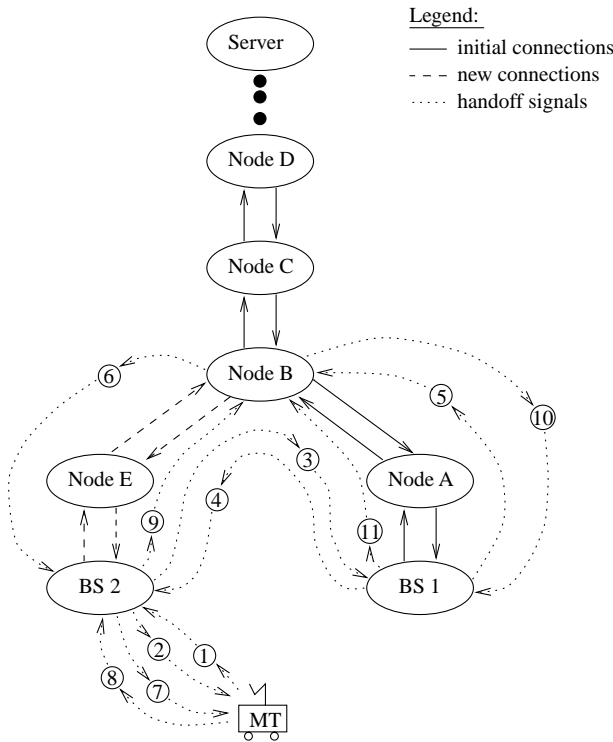 Legend:
Server
initial connections
new connections
handoff signals
Node D
Node C
6
Node B
5
10
3
Node E
Node A
4
9
11
BS 2
BS 1
2
1
8
7
MT